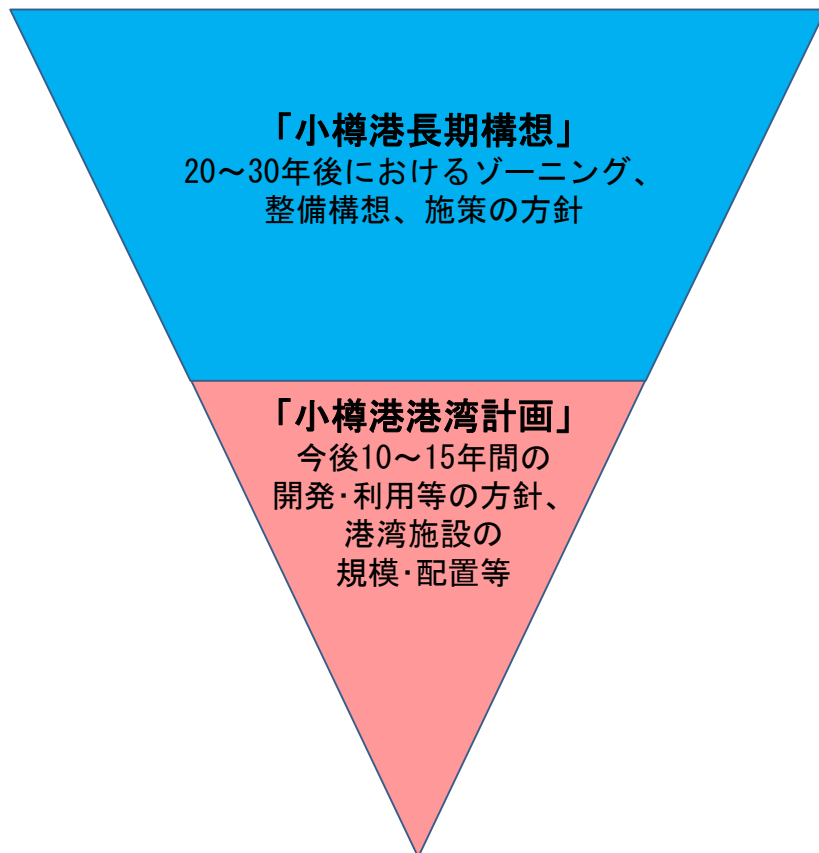 「小樽港長期構想」
20～30年後におけるゾーニング、
整備構想、施策の方針
「小樽港港湾計画」
今後10～15年間の
開発・利用等の方針、
港湾施設の
規模・配置等